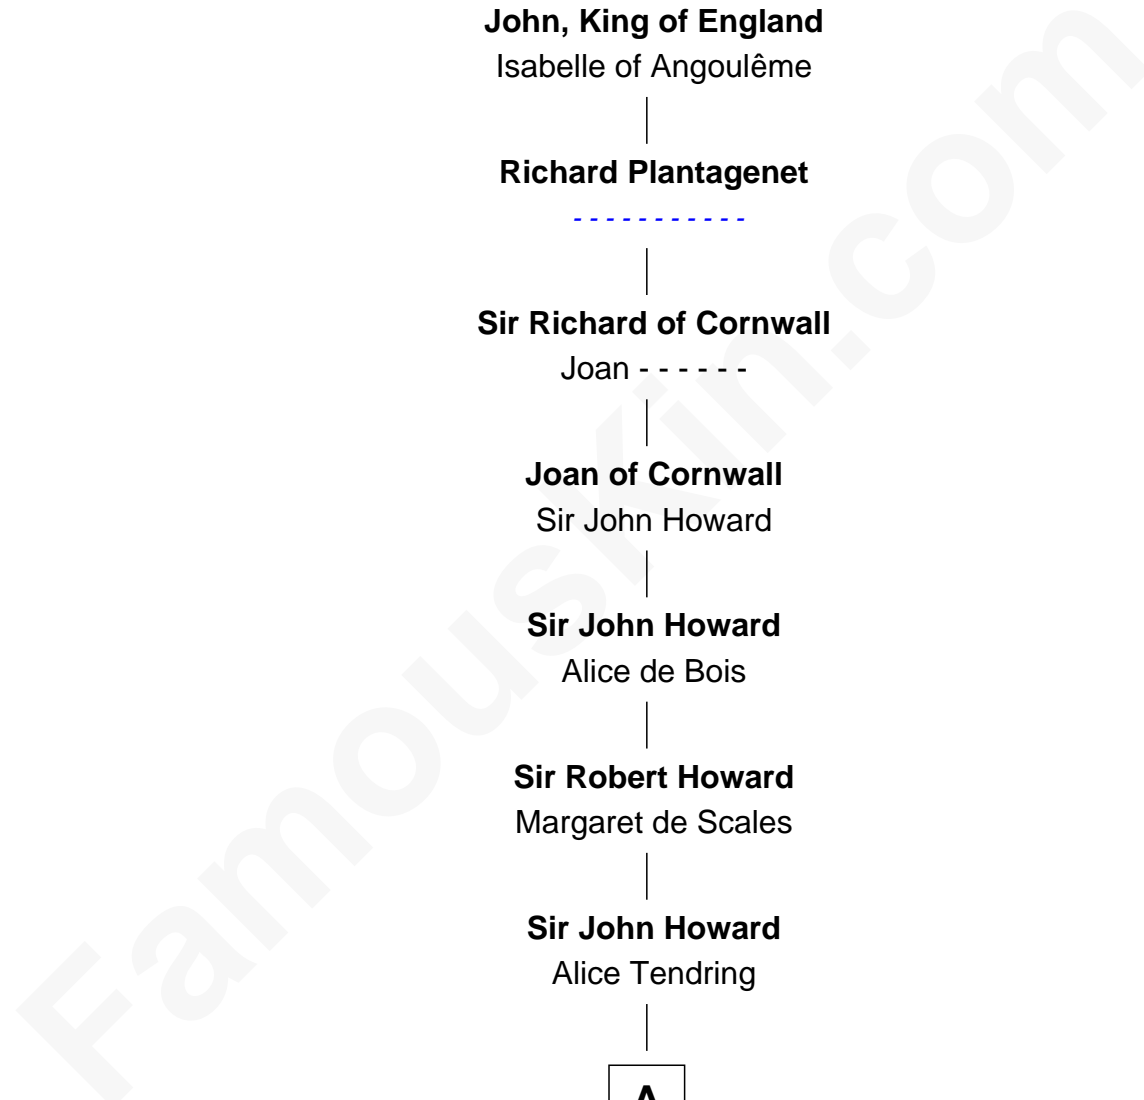 John, King of England
Isabelle of Angoulême
Richard Plantagenet
- - - - - - - - - - -
Sir Richard of Cornwall
Joan - - - - - -
Joan of Cornwall
Sir John Howard
Sir John Howard
Alice de Bois
Sir Robert Howard
Margaret de Scales
Sir John Howard
Alice Tendring
A
FamousKin.com